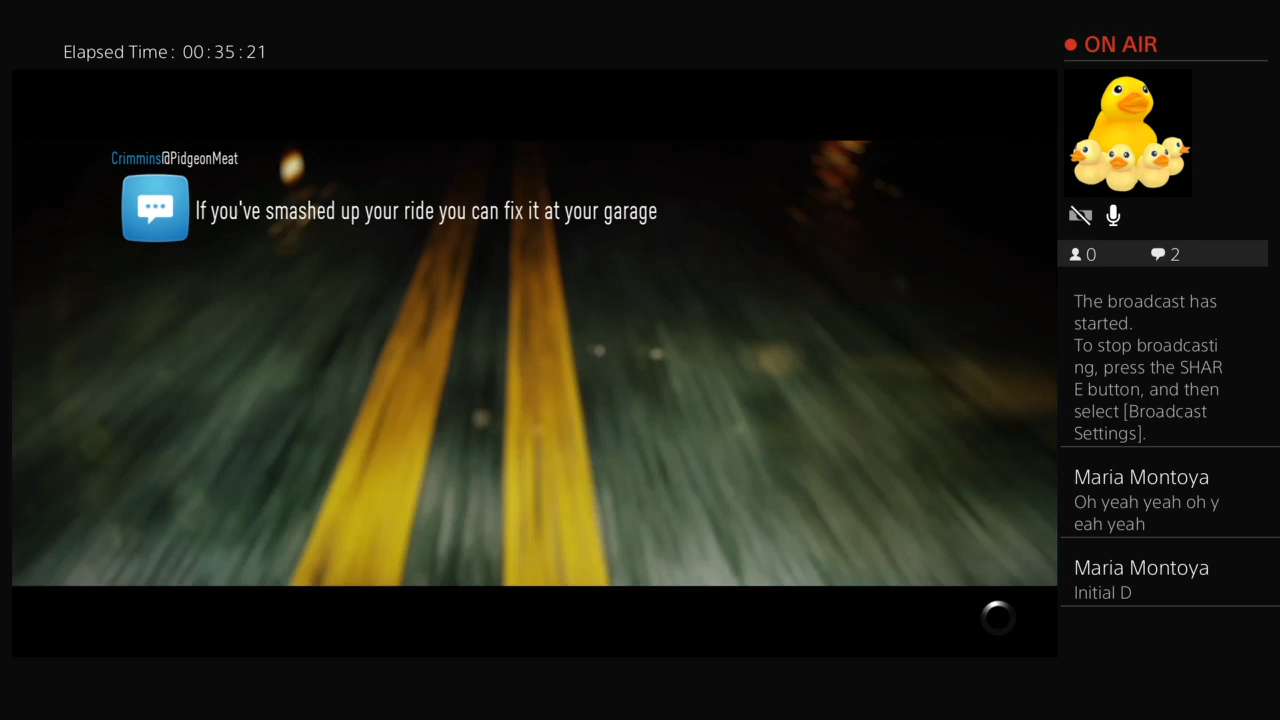 Elapsed Time: 00:35:21
ON AIR
Crimmins@PidgeonMeat
If you've smashed up your ride you can fix it at your garage
0
2
The broadcast has
started.
To stop broadcasti
ng, press the SHAR
E button, and then
select [Broadcast
Settings].
Maria Montoya
Oh yeah yeah oh y
eah yeah
Maria Montoya
Initial D